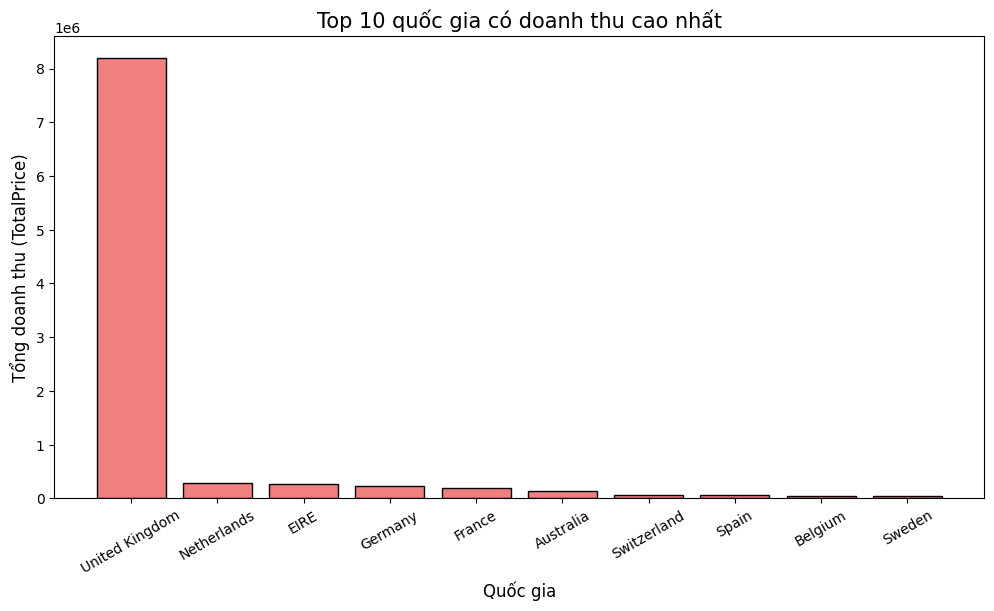 Top 10 quốc gia có doanh thu cao nhất
1e6
8
7
6
5
4
3
2
1
0
Tổng doanh thu (TotalPrice)
United Kingdom
Netherlands
EIRE
Germany
France
Australia
Switzerland
Spain
Belgium
Sweden
Quốc gia